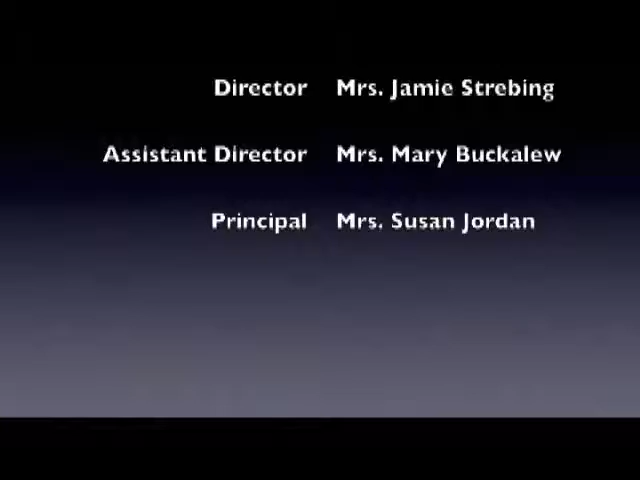 Director Mrs. Jamie Strebing
Assistant Director Mrs. Mary Buckalew
Principal Mrs. Susan Jordan